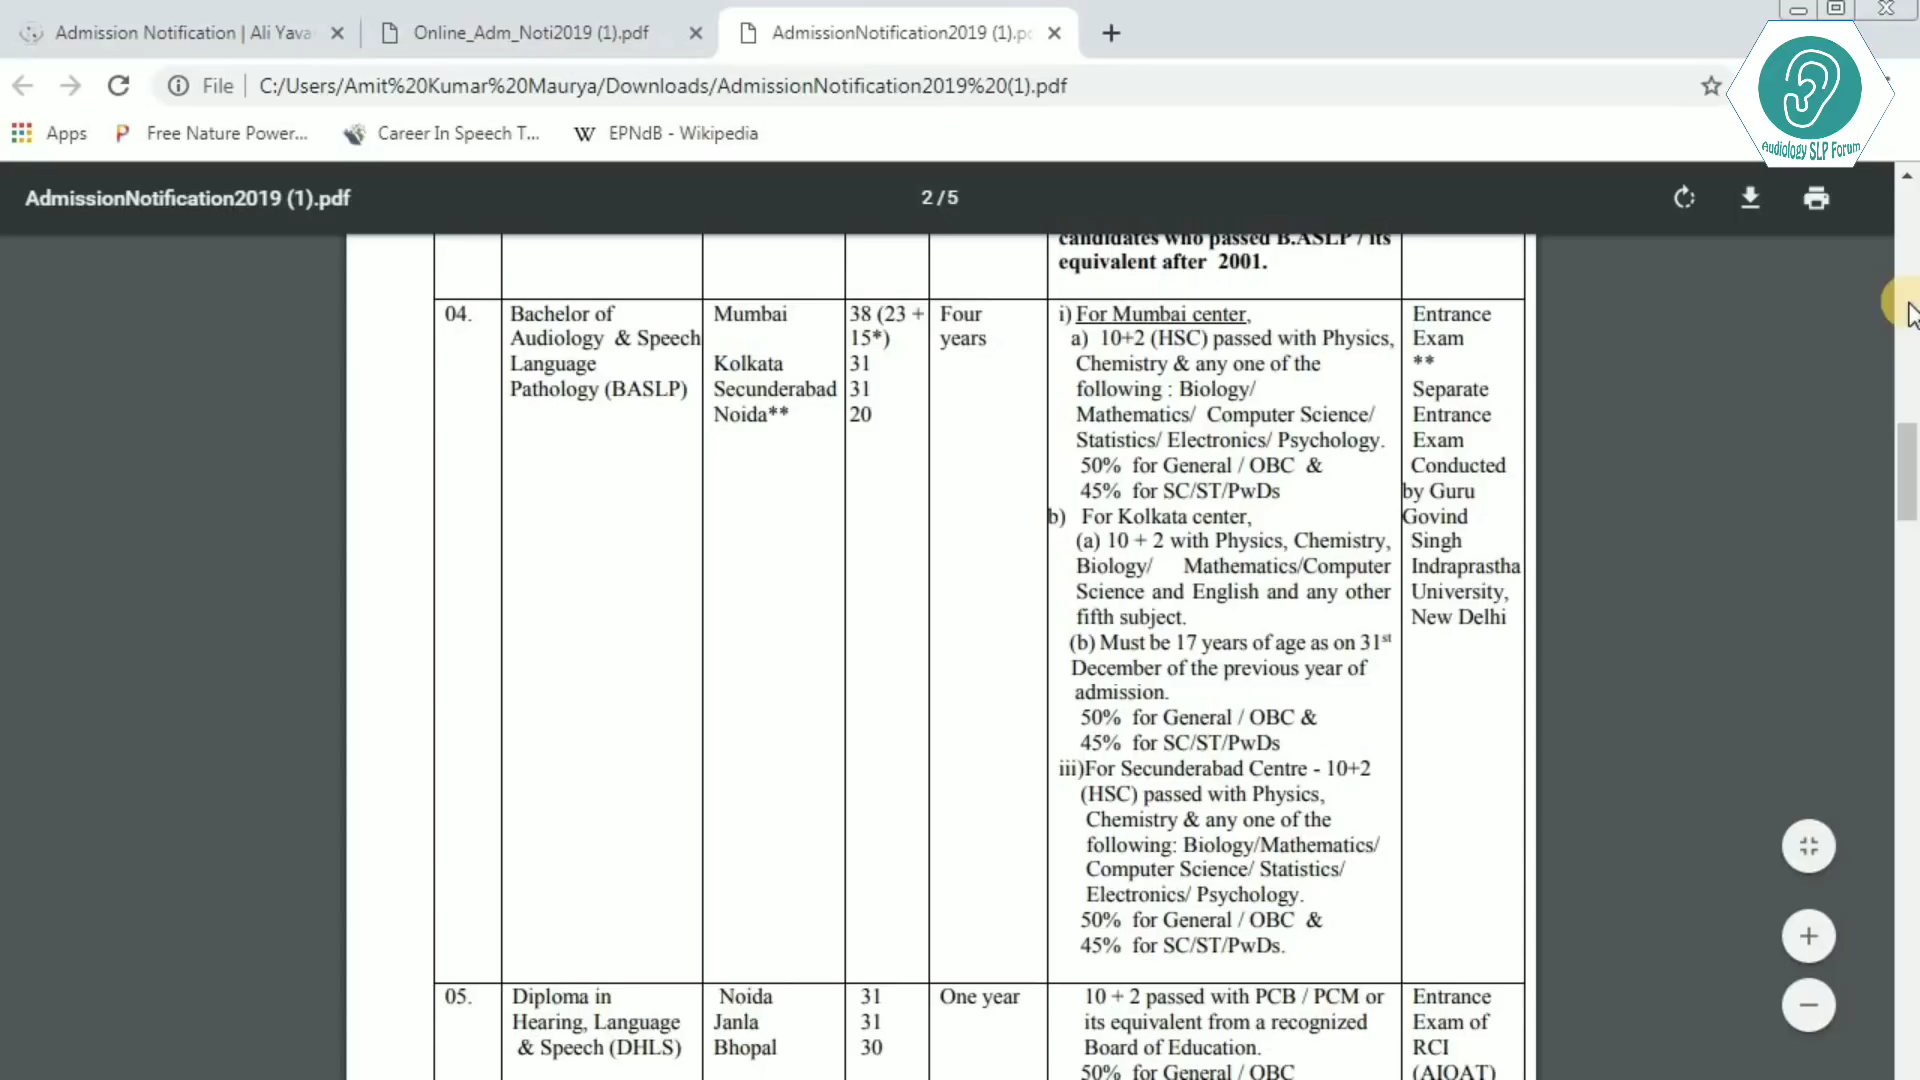 Admission Notification | Ali Yava
Online_Adm_Noti2019 (1).pdf
AdmissionNotification2019 (1).p
File
C:/Users/Amit%20Kumar%20Maurya/Downloads/AdmissionNotification2019%20(1).pdf
Apps
Free Nature Power...
Career In Speech T...
EPNdB - Wikipedia
Audiology SLP Forum
AdmissionNotification2019 (1).pdf
2 / 5
candidates who passed B.ASLP / its
equivalent after 2001.
04.
Bachelor of
Audiology & Speech
Language
Pathology (BASLP)
Mumbai
Kolkata
Secunderabad
Noida**
38 (23 +
15*)
31
31
20
Four
years
i) For Mumbai center,
a) 10+2 (HSC) passed with Physics,
Chemistry & any one of the
following : Biology/
Mathematics/ Computer Science/
Statistics/ Electronics/ Psychology.
50% for General / OBC &
45% for SC/ST/PwDs
b) For Kolkata center,
(a) 10 + 2 with Physics, Chemistry,
Biology/ Mathematics/Computer
Science and English and any other
fifth subject.
(b) Must be 17 years of age as on 31st
December of the previous year of
admission.
50% for General / OBC &
45% for SC/ST/PwDs
iii)For Secunderabad Centre - 10+2
(HSC) passed with Physics,
Chemistry & any one of the
following: Biology/Mathematics/
Computer Science/ Statistics/
Electronics/ Psychology.
50% for General / OBC &
45% for SC/ST/PwDs.
Entrance
Exam
**
Separate
Entrance
Exam
Conducted
by Guru
Govind
Singh
Indraprastha
University,
New Delhi
05.
Diploma in
Hearing, Language
& Speech (DHLS)
Noida
Janla
Bhopal
31
31
30
One year
10 + 2 passed with PCB / PCM or
its equivalent from a recognized
Board of Education.
50% for General / OBC
Entrance
Exam of
RCI
(AIOAT)